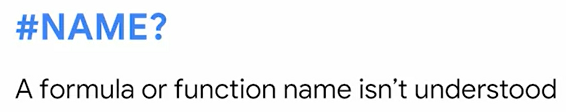 #NAME?
A formula or function name isn’t understood